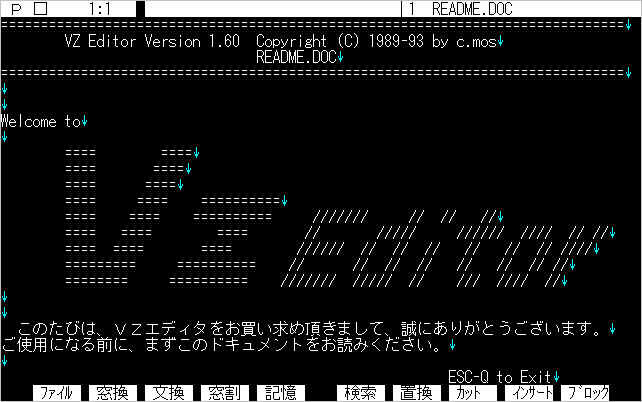 P □ 1:1 1 README.DOC
==============================================================================↓
VZ Editor Version 1.60 Copyright (C) 1989-93 by c.mos↓
README.DOC↓
==============================================================================↓
↓
↓
Welcome to↓
↓
==== ====↓
==== ====↓
==== ====↓
==== ==== ==========↓
==== ==== ========== /////// // // //↓
==== ==== ==== // ///// ////// //// // //↓
==== ==== ==== ////// // // // // // // ////↓
========= ========== // // // // // // // //↓
======== ========== /////// ///// // /// //// //↓
↓
↓
このたびは、VZエディタをお買い求め頂きまして、誠にありがとうございます。↓
ご使用になる前に、まずこのドキュメントをお読みください。↓
↓
ESC-Q to Exit↓
ファイル 窓換 文換 窓割 記憶 検索 置換 カット インサート ブロック